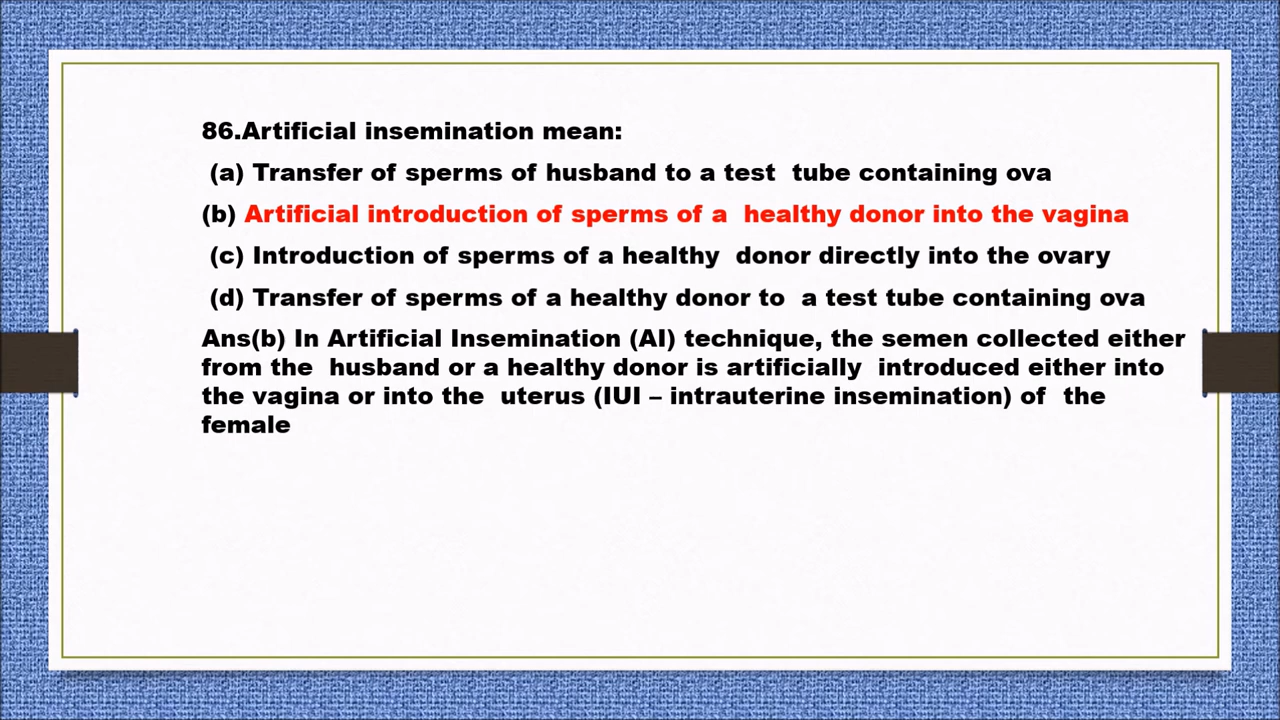 86.Artificial insemination mean:
(a) Transfer of sperms of husband to a test tube containing ova
(b) Artificial introduction of sperms of a healthy donor into the vagina
(c) Introduction of sperms of a healthy donor directly into the ovary
(d) Transfer of sperms of a healthy donor to a test tube containing ova
Ans(b) In Artificial Insemination (AI) technique, the semen collected either
from the husband or a healthy donor is artificially introduced either into
the vagina or into the uterus (IUI – intrauterine insemination) of the
female